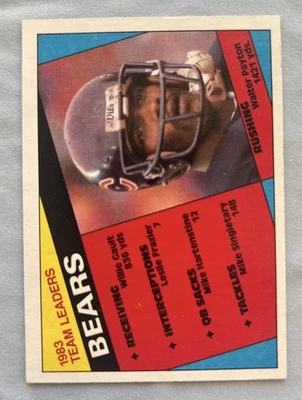 1983
TEAM LEADERS
BEARS
RECEIVING
Willie Gault
836 yds.
INTERCEPTIONS
Leslie Frazier
7
QB SACKS
Mike Hartenstine
12
TACKLES
Mike Singletary
148
RUSHING
Walter Payton
1421 yds.